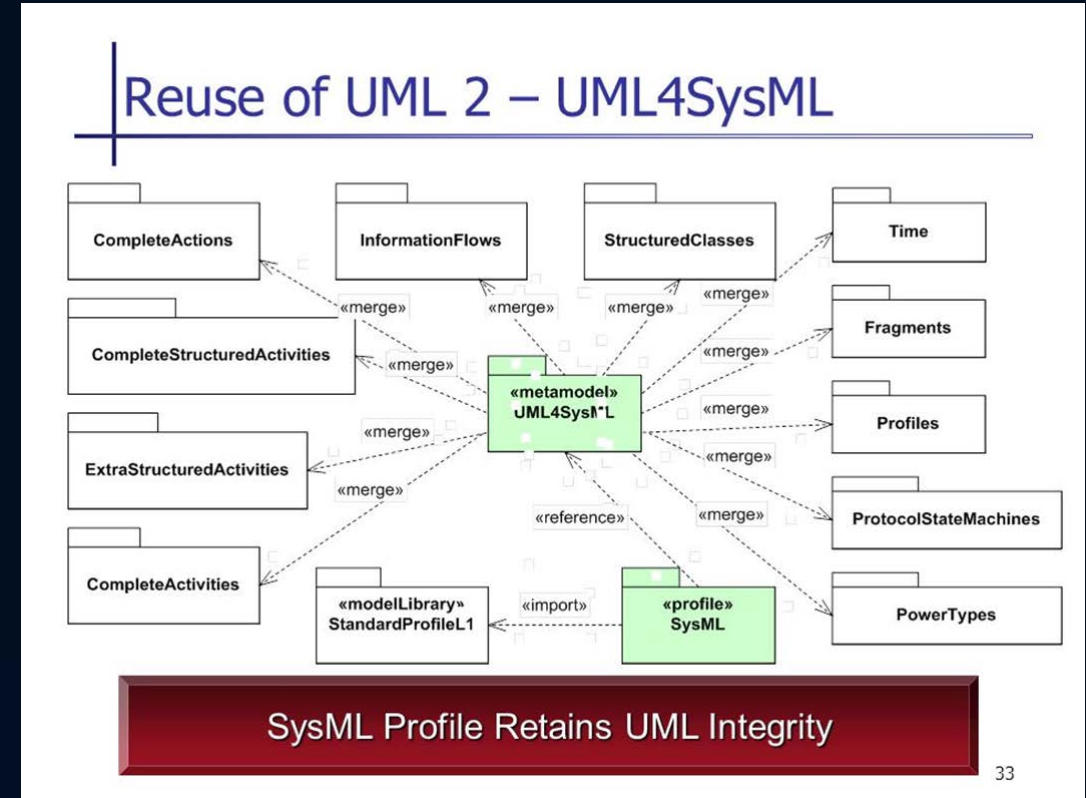 Reuse of UML 2 – UML4SysML
CompleteActions
InformationFlows
StructuredClasses
Time
«merge»
«merge»
«merge»
«merge»
Fragments
CompleteStructuredActivities
«merge»
«merge»
«metamodel»
UML4SysML
«merge»
Profiles
«merge»
ExtraStructuredActivities
«merge»
«merge»
«reference»
«merge»
ProtocolStateMachines
CompleteActivities
«modelLibrary»
StandardProfileL1
«import»
«profile»
SysML
PowerTypes
SysML Profile Retains UML Integrity
33